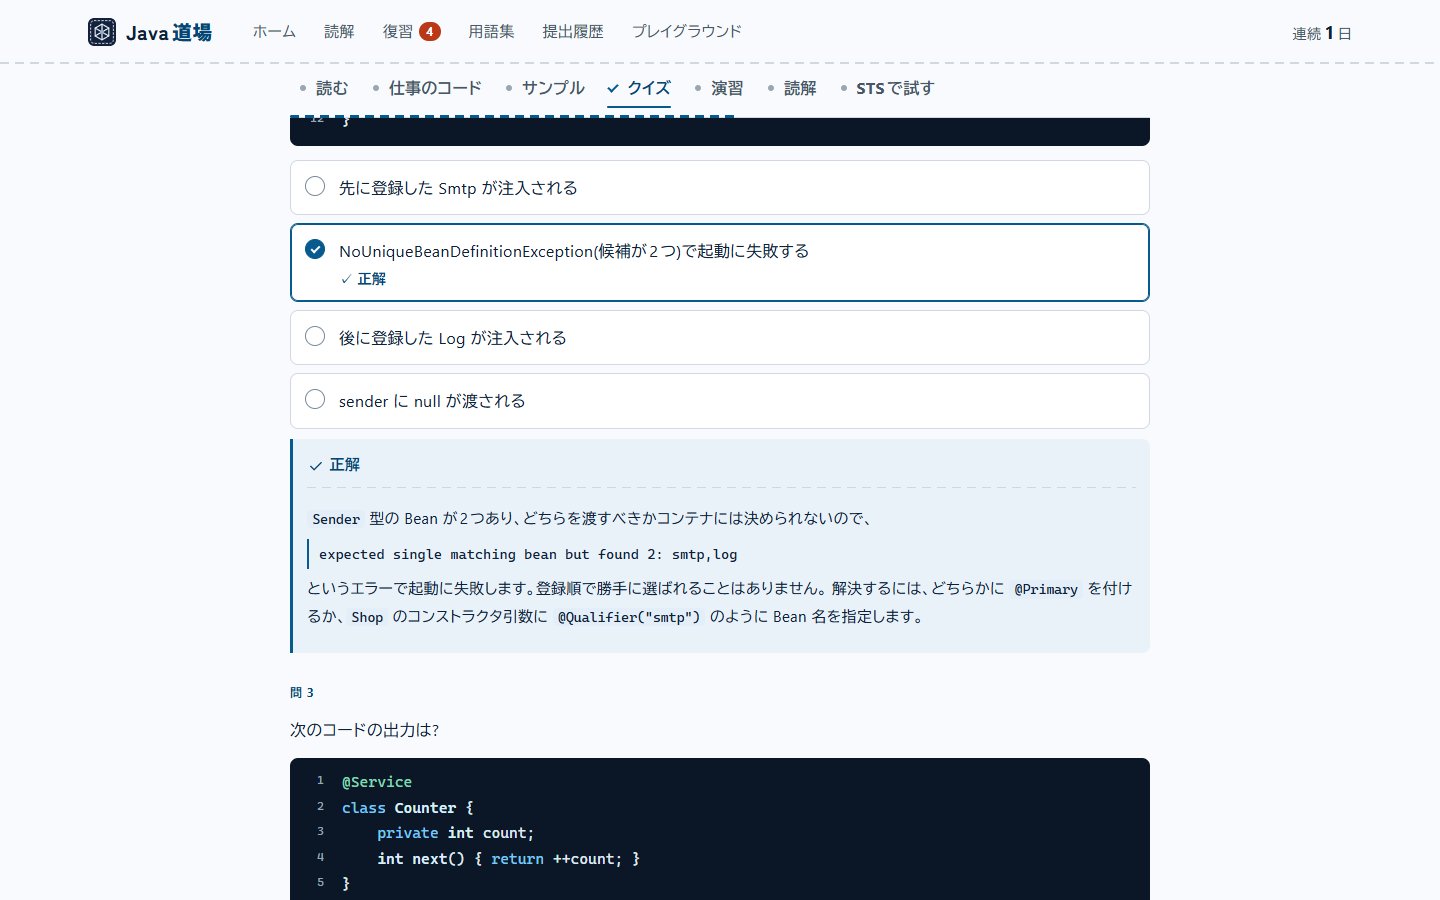 Java道場
ホーム
読解
復習 4
用語集
提出履歴
プレイグラウンド
連続 1 日
読む
仕事のコード
サンプル
クイズ
演習
読解
STSで試す
12 }
先に登録した Smtp が注入される
NoUniqueBeanDefinitionException(候補が2つ)で起動に失敗する
✓ 正解
後に登録した Log が注入される
sender に null が渡される
✓ 正解
Sender 型の Bean が2つあり、どちらを渡すべきかコンテナには決められないので、
expected single matching bean but found 2: smtp,log
というエラーで起動に失敗します。登録順で勝手に選ばれることはありません。 解決するには、どちらかに @Primary を付け
るか、 Shop のコンストラクタ引数に @Qualifier("smtp") のように Bean 名を指定します。
問 3
次のコードの出力は?
1 @Service
2 class Counter {
3     private int count;
4     int next() { return ++count; }
5 }